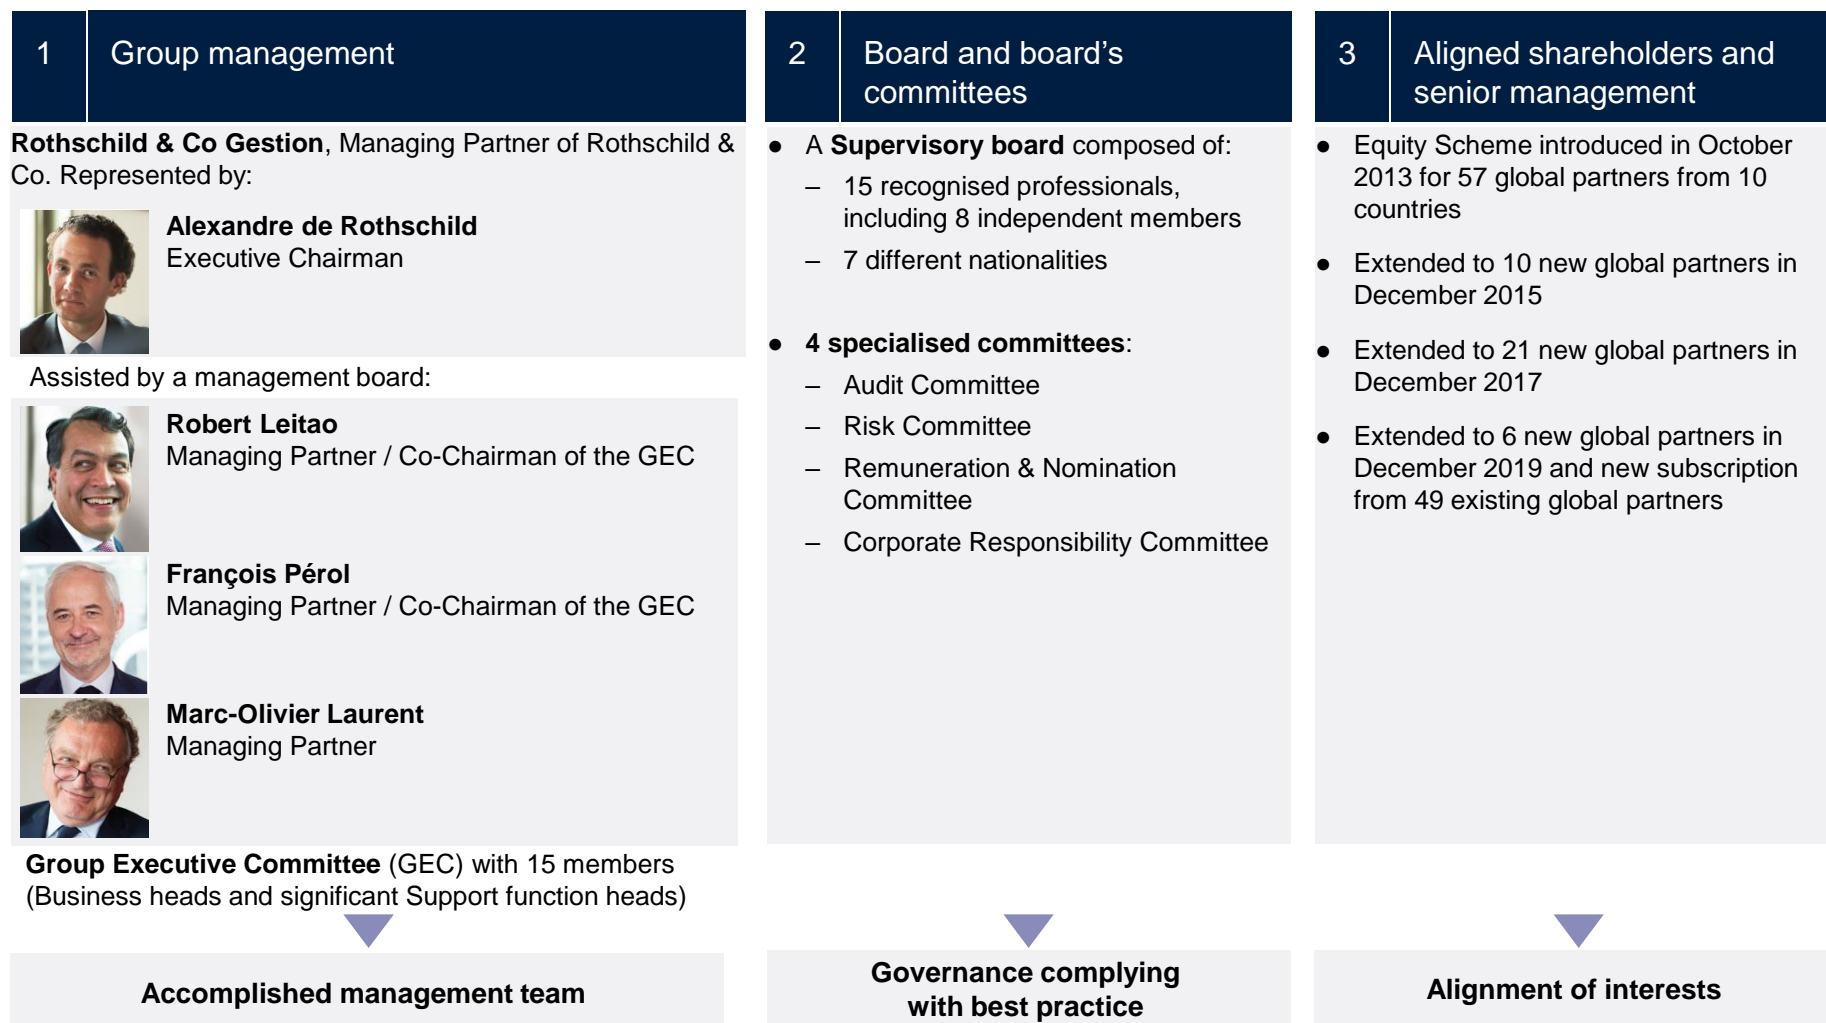 1
Group management
Rothschild & Co Gestion, Managing Partner of Rothschild &
Co. Represented by:
Alexandre de Rothschild
Executive Chairman
Assisted by a management board:
Robert Leitao
Managing Partner / Co-Chairman of the GEC
François Pérol
Managing Partner / Co-Chairman of the GEC
Marc-Olivier Laurent
Managing Partner
Group Executive Committee (GEC) with 15 members
(Business heads and significant Support function heads)
Accomplished management team
2
Board and board’s
committees
● A Supervisory board composed of:
– 15 recognised professionals,
including 8 independent members
– 7 different nationalities
● 4 specialised committees:
– Audit Committee
– Risk Committee
– Remuneration & Nomination
Committee
– Corporate Responsibility Committee
Governance complying
with best practice
3
Aligned shareholders and
senior management
● Equity Scheme introduced in October
2013 for 57 global partners from 10
countries
● Extended to 10 new global partners in
December 2015
● Extended to 21 new global partners in
December 2017
● Extended to 6 new global partners in
December 2019 and new subscription
from 49 existing global partners
Alignment of interests